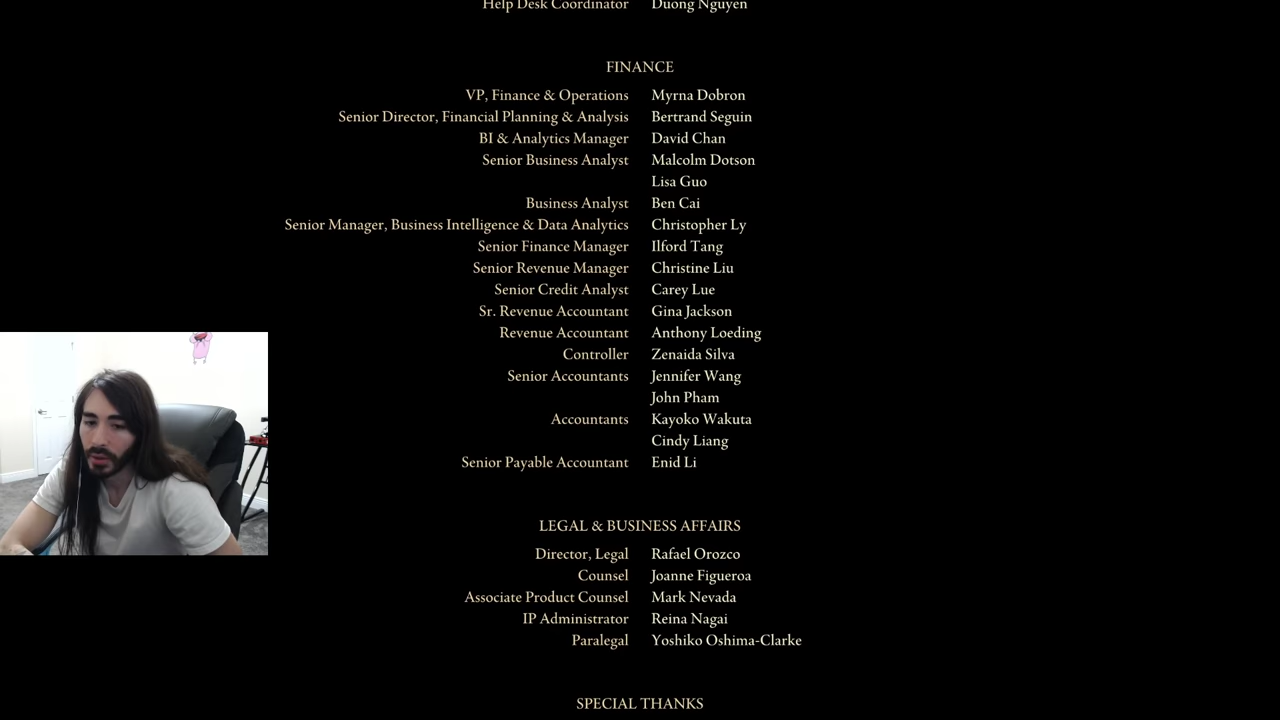 Help Desk Coordinator Duong Nguyen
FINANCE
VP, Finance & Operations Myrna Dobron
Senior Director, Financial Planning & Analysis Bertrand Seguin
BI & Analytics Manager David Chan
Senior Business Analyst Malcolm Dotson
Lisa Guo
Business Analyst Ben Cai
Senior Manager, Business Intelligence & Data Analytics Christopher Ly
Senior Finance Manager Ilford Tang
Senior Revenue Manager Christine Liu
Senior Credit Analyst Carey Lue
Sr. Revenue Accountant Gina Jackson
Revenue Accountant Anthony Loeding
Controller Zenaida Silva
Senior Accountants Jennifer Wang
John Pham
Accountants Kayoko Wakuta
Cindy Liang
Senior Payable Accountant Enid Li
LEGAL & BUSINESS AFFAIRS
Director, Legal Rafael Orozco
Counsel Joanne Figueroa
Associate Product Counsel Mark Nevada
IP Administrator Reina Nagai
Paralegal Yoshiko Oshima-Clarke
SPECIAL THANKS